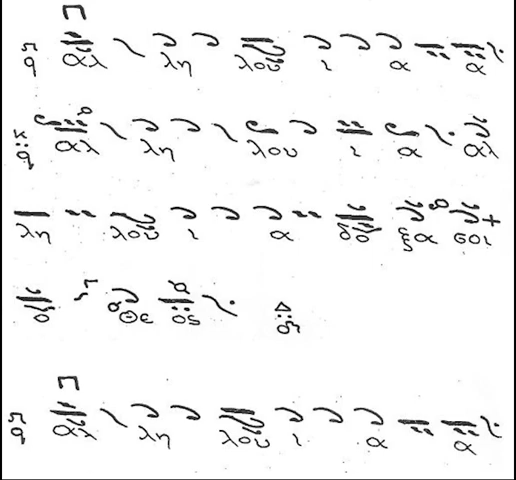 αλ λη λου ι α α
αλ λη λου ι α αλ
λη λου ι α δο ξα σοι
ο Θε ος
αλ λη λου ι α α